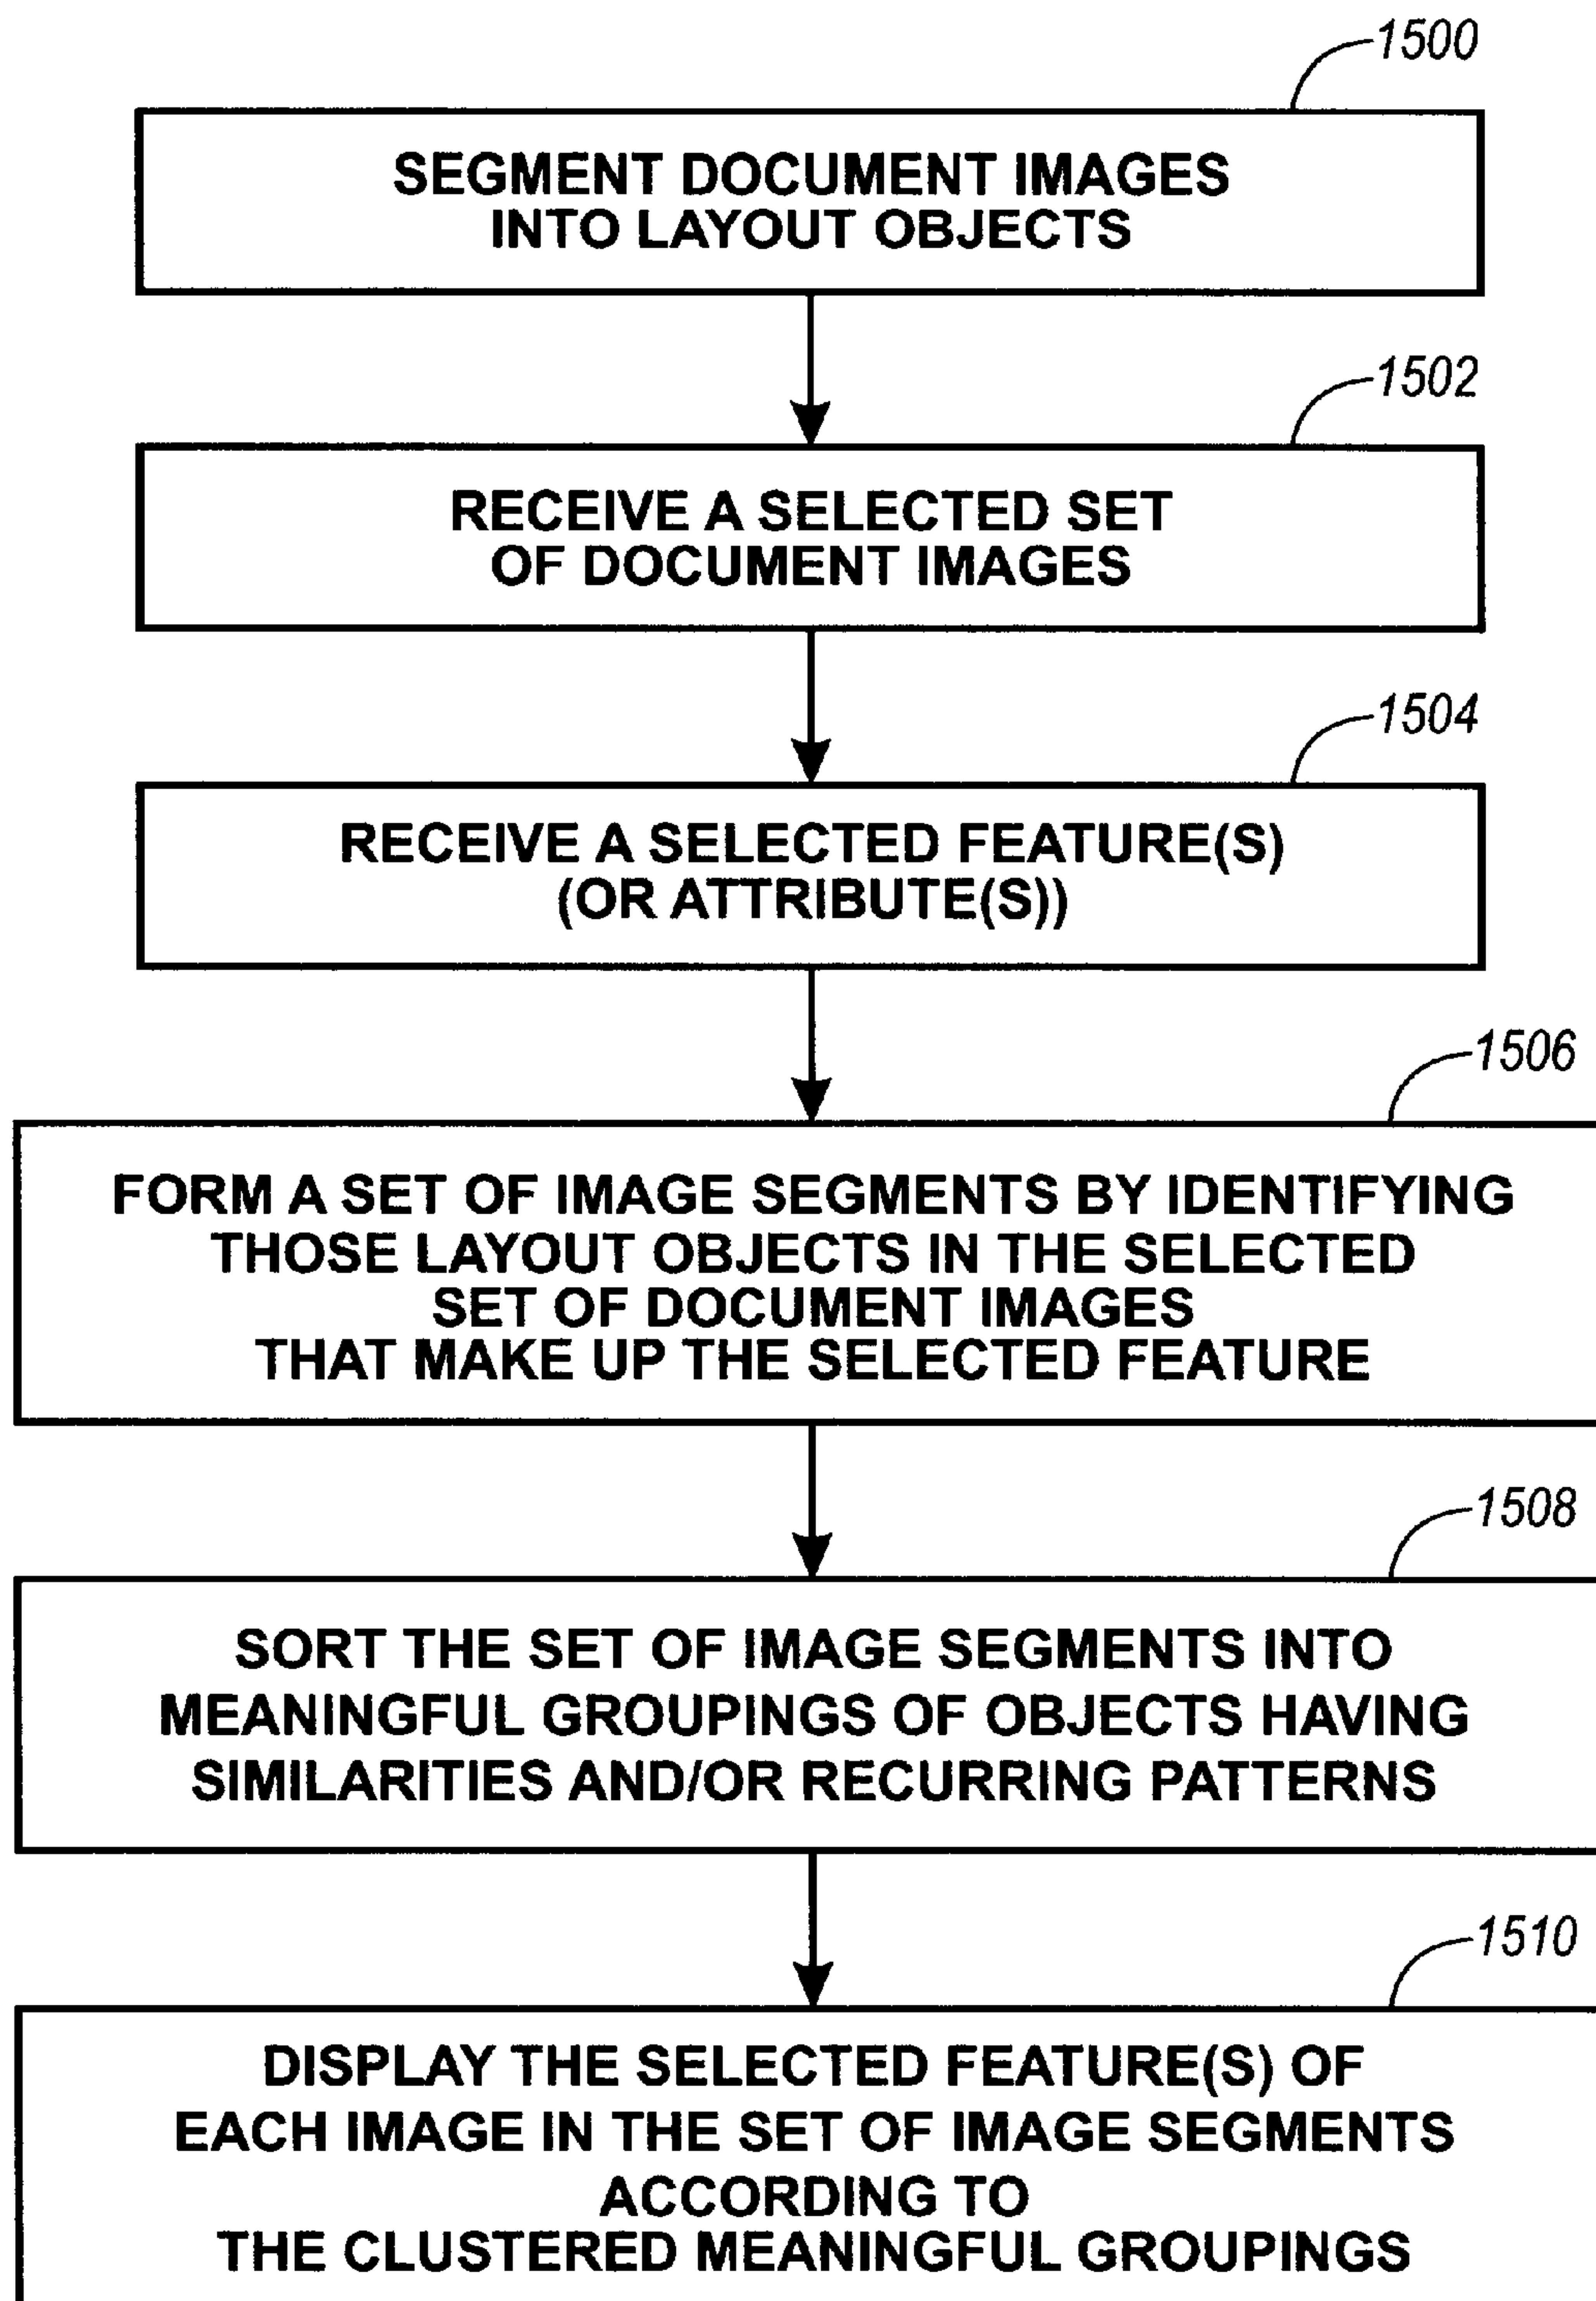 1500
SEGMENT DOCUMENT IMAGES
INTO LAYOUT OBJECTS
1502
RECEIVE A SELECTED SET
OF DOCUMENT IMAGES
1504
RECEIVE A SELECTED FEATURE(S)
(OR ATTRIBUTE(S))
1506
FORM A SET OF IMAGE SEGMENTS BY IDENTIFYING
THOSE LAYOUT OBJECTS IN THE SELECTED
SET OF DOCUMENT IMAGES
THAT MAKE UP THE SELECTED FEATURE
1508
SORT THE SET OF IMAGE SEGMENTS INTO
MEANINGFUL GROUPINGS OF OBJECTS HAVING
SIMILARITIES AND/OR RECURRING PATTERNS
1510
DISPLAY THE SELECTED FEATURE(S) OF
EACH IMAGE IN THE SET OF IMAGE SEGMENTS
ACCORDING TO
THE CLUSTERED MEANINGFUL GROUPINGS